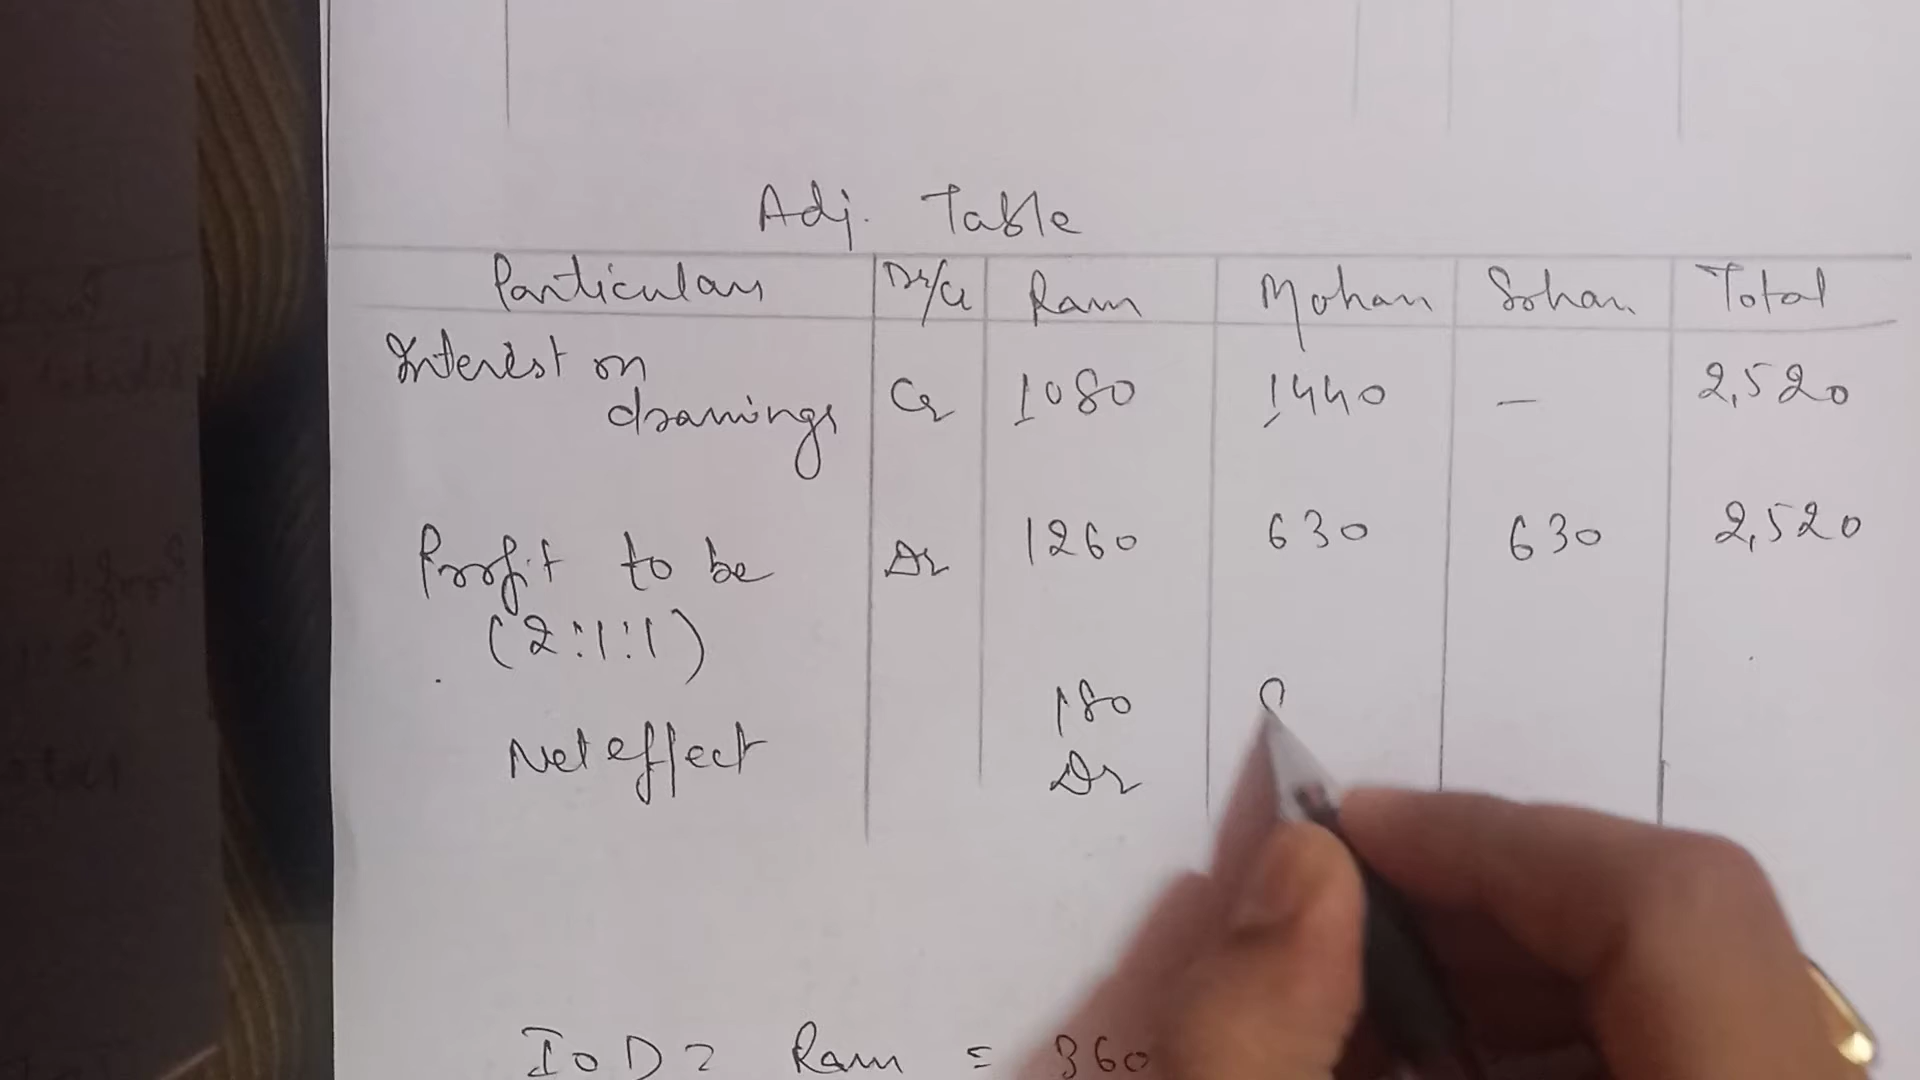 Adj. Table
Particulars Dr/Cr Ram Mohan Sohan Total
Interest on
drawings Cr 1080 1440 — 2,520
Profit to be Dr 1260 630 630 2,520
(2:1:1)
Net effect 180
Dr
IOD = Ram = 360